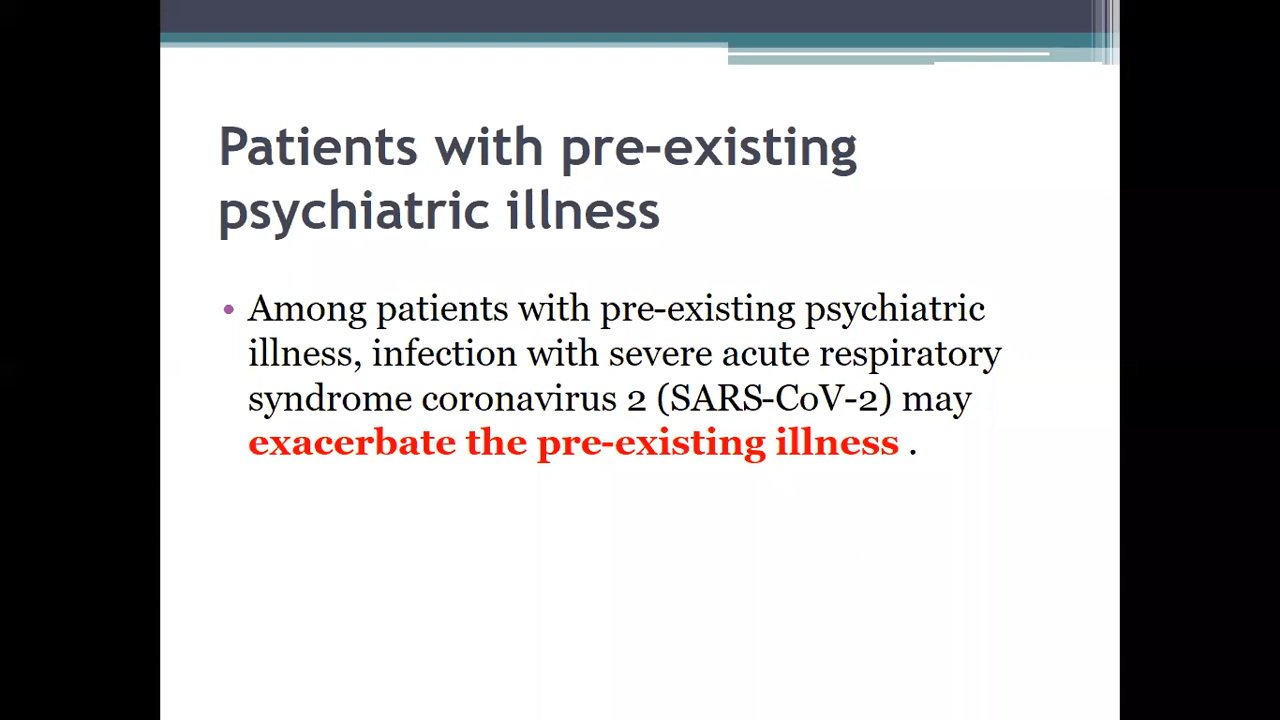 Patients with pre-existing
psychiatric illness
• Among patients with pre-existing psychiatric
illness, infection with severe acute respiratory
syndrome coronavirus 2 (SARS-CoV-2) may
exacerbate the pre-existing illness .